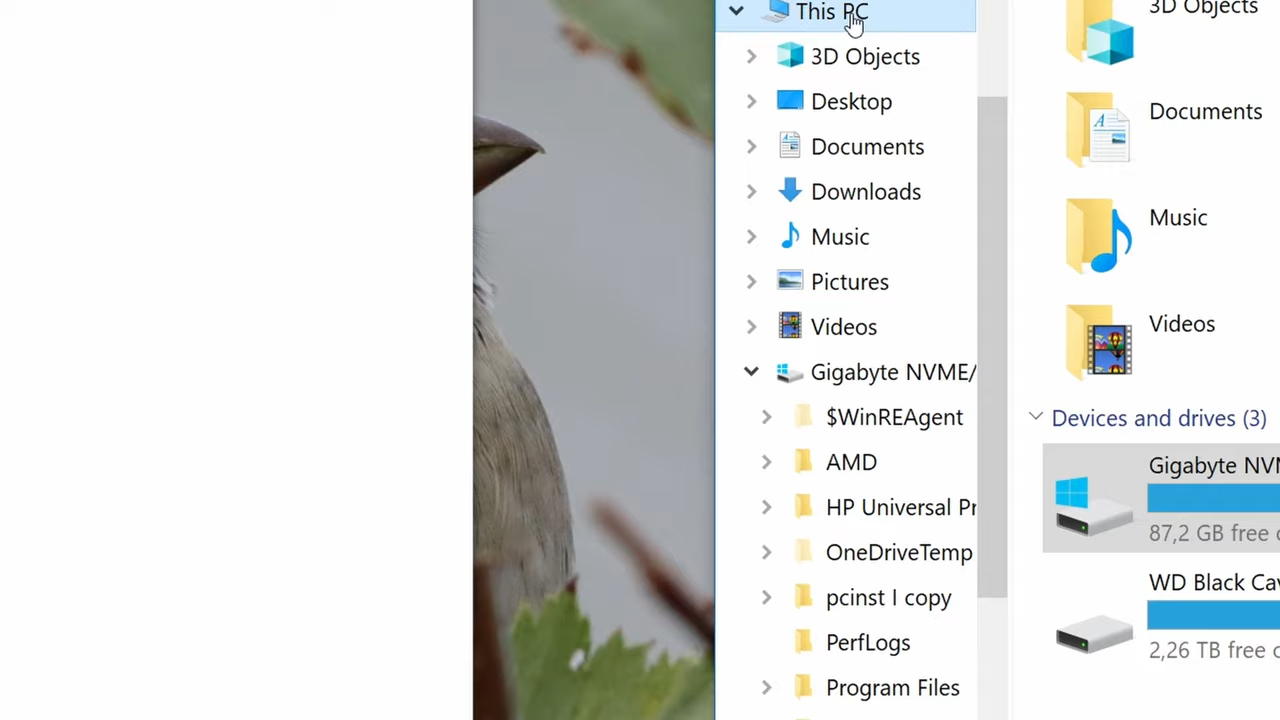 This PC
3D Objects
Desktop
Documents
Downloads
Music
Pictures
Videos
Gigabyte NVME/
$WinREAgent
AMD
HP Universal Pr
OneDriveTemp
pcinst I copy
PerfLogs
Program Files
3D Objects
Documents
Music
Videos
Devices and drives (3)
Gigabyte NVM
87,2 GB free
WD Black Cav
2,26 TB free